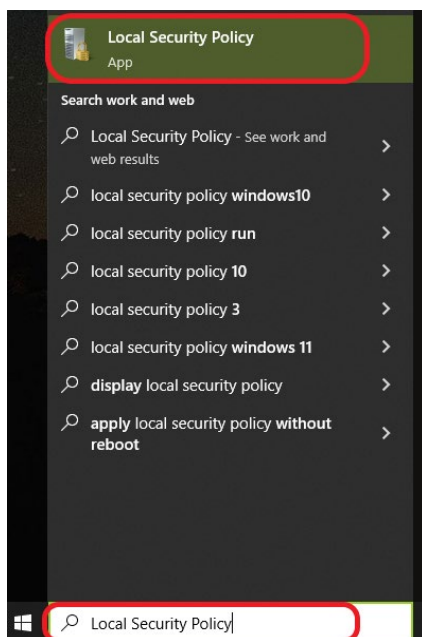 Local Security Policy
App
Search work and web
Local Security Policy - See work and
web results
local security policy windows10
local security policy run
local security policy 10
local security policy 3
local security policy windows 11
display local security policy
apply local security policy without
reboot
Local Security Policy